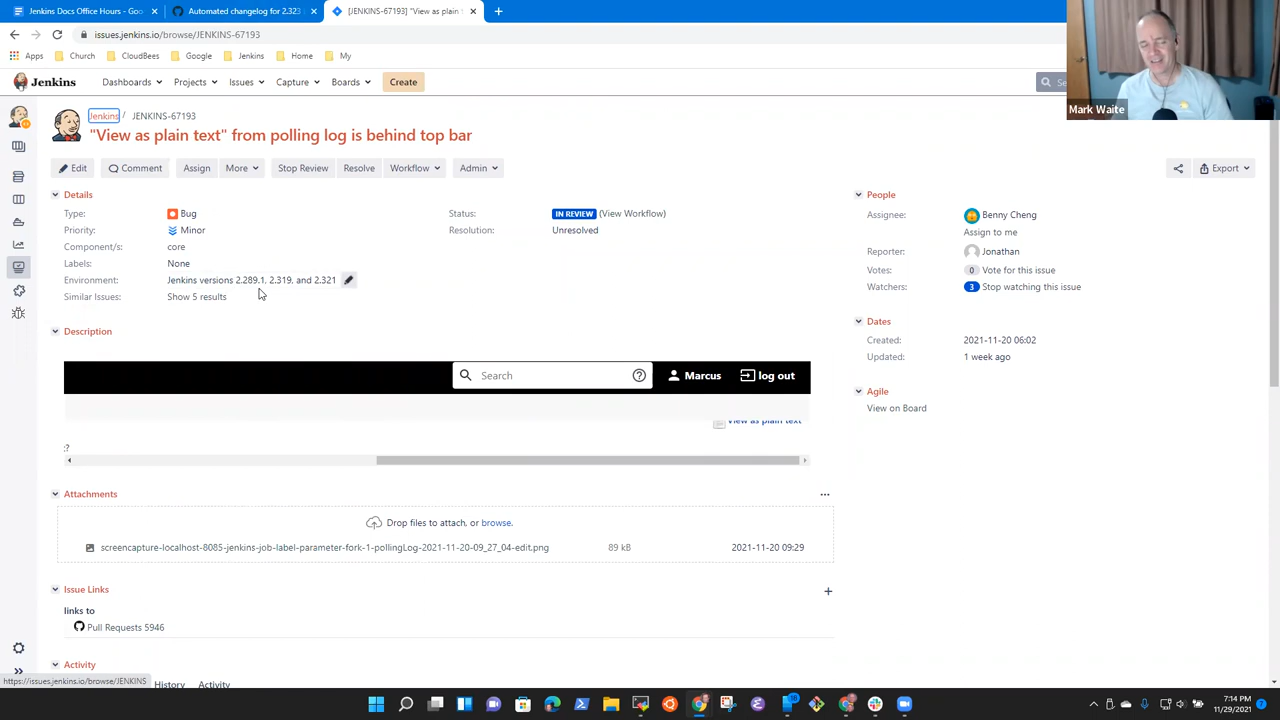 Jenkins Docs Office Hours - Goo
Automated changelog for 2.323
[JENKINS-67193] "View as plain t
issues.jenkins.io/browse/JENKINS-67193
Apps
Church
CloudBees
Google
Jenkins
Home
My
Jenkins
Dashboards
Projects
Issues
Capture
Boards
Create
Se
Mark Waite
Jenkins / JENKINS-67193
"View as plain text" from polling log is behind top bar
Edit
Comment
Assign
More
Stop Review
Resolve
Workflow
Admin
Export
Details
Type: Bug
Status: IN REVIEW (View Workflow)
Priority: Minor
Resolution: Unresolved
Component/s: core
Labels: None
Environment: Jenkins versions 2.289.1, 2.319, and 2.321
Similar Issues: Show 5 results
People
Assignee: Benny Cheng
Assign to me
Reporter: Jonathan
Votes: 0 Vote for this issue
Watchers: 3 Stop watching this issue
Description
Search
Marcus
log out
View as plain text
:?
Dates
Created: 2021-11-20 06:02
Updated: 1 week ago
Agile
View on Board
Attachments
Drop files to attach, or browse.
screencapture-localhost-8085-jenkins-job-label-parameter-fork-1-pollingLog-2021-11-20-09_27_04-edit.png 89 kB 2021-11-20 09:29
Issue Links
links to
Pull Requests 5946
Activity
History
Activity
https://issues.jenkins.io/browse/JENKINS
7:14 PM
11/29/2021